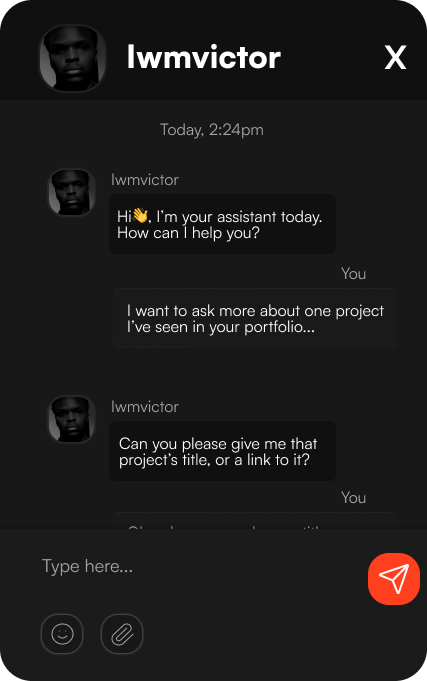 Iwmvictor
X
Today, 2:24pm
Iwmvictor
Hi👋, I'm your assistant today.
How can I help you?
You
I want to ask more about one project
I've seen in your portfolio...
Iwmvictor
Can you please give me that
project's title, or a link to it?
You
Type here...